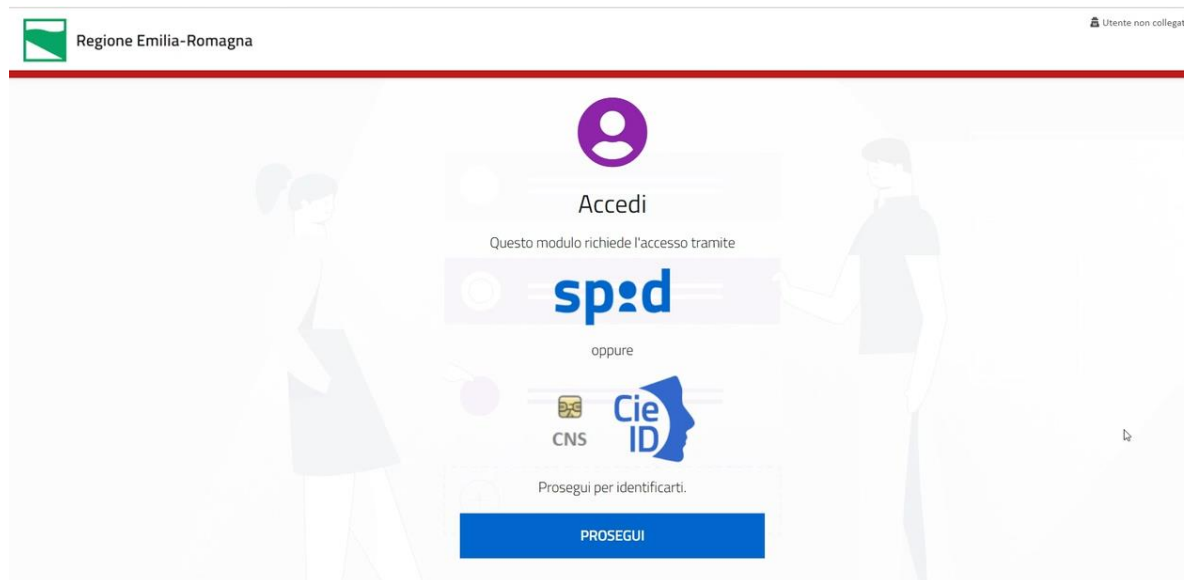 Regione Emilia-Romagna
Utente non collegat
Accedi
Questo modulo richiede l'accesso tramite
spid
oppure
CNS
Cie
ID
Prosegui per identificarti.
PROSEGUI